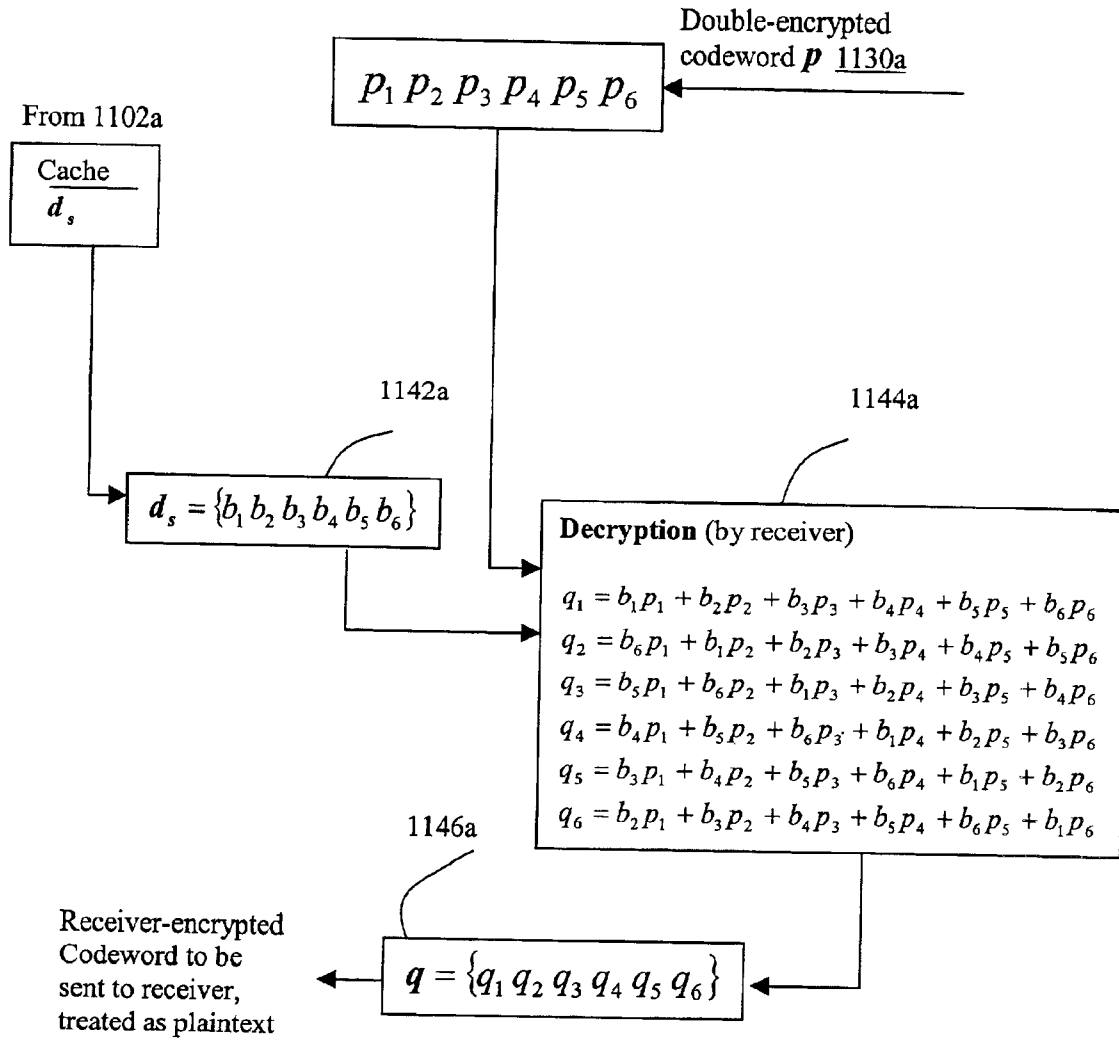 Double-encrypted
codeword p 1130a
p₁ p₂ p₃ p₄ p₅ p₆
From 1102a
Cache
d_s
1142a
1144a
d_s = {b₁ b₂ b₃ b₄ b₅ b₆}
Decryption (by receiver)
q₁ = b₁p₁ + b₂p₂ + b₃p₃ + b₄p₄ + b₅p₅ + b₆p₆
q₂ = b₆p₁ + b₁p₂ + b₂p₃ + b₃p₄ + b₄p₅ + b₅p₆
q₃ = b₅p₁ + b₆p₂ + b₁p₃ + b₂p₄ + b₃p₅ + b₄p₆
q₄ = b₄p₁ + b₅p₂ + b₆p₃ + b₁p₄ + b₂p₅ + b₃p₆
q₅ = b₃p₁ + b₄p₂ + b₅p₃ + b₆p₄ + b₁p₅ + b₂p₆
q₆ = b₂p₁ + b₃p₂ + b₄p₃ + b₅p₄ + b₆p₅ + b₁p₆
1146a
Receiver-encrypted
Codeword to be
sent to receiver,
treated as plaintext
q = {q₁ q₂ q₃ q₄ q₅ q₆}